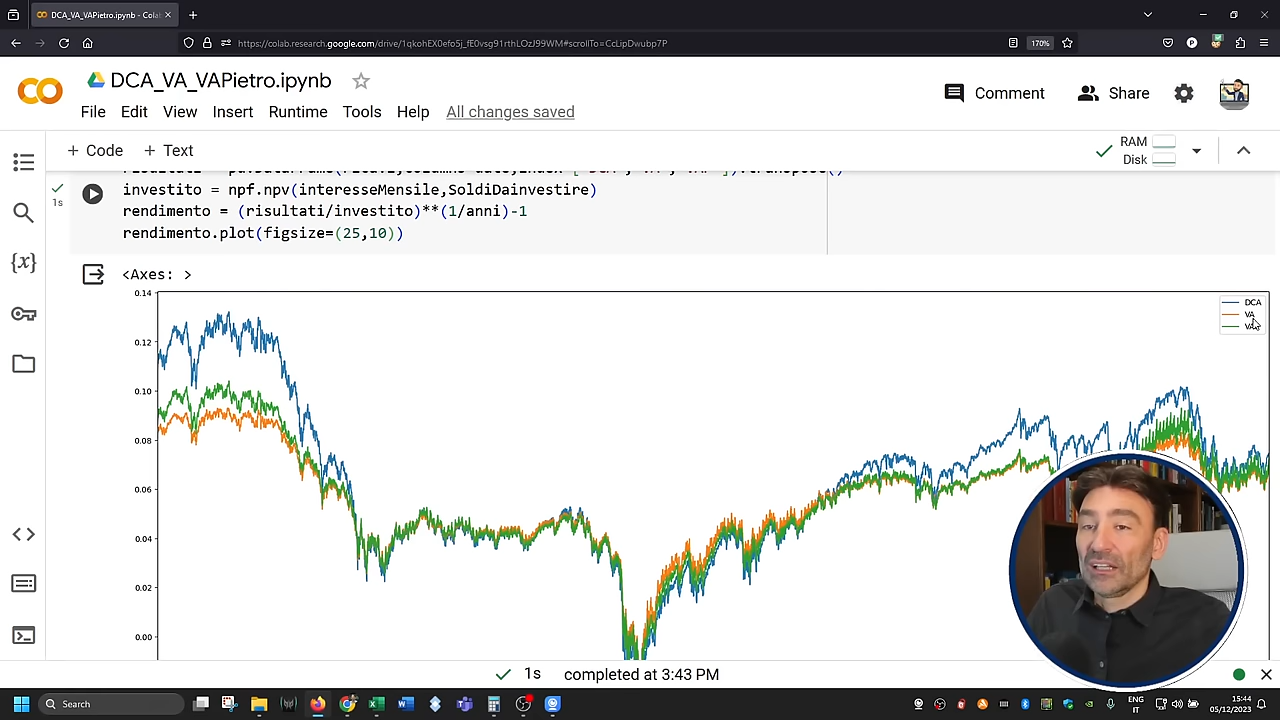 DCA_VA_VAPietro.ipynb - Colab
https://colab.research.google.com/drive/1qkohEX0efo5j_fE0vsg91rthLOzJ99WM#scrollTo=CcLipDwubp7P
170%
DCA_VA_VAPietro.ipynb
File Edit View Insert Runtime Tools Help All changes saved
Comment Share
+ Code + Text
RAM
Disk
investito = npf.npv(interesseMensile,SoldiDainvestire)
1s
rendimento = (risultati/investito)**(1/anni)-1
rendimento.plot(figsize=(25,10))
<Axes: >
0.14
DCA
VA
0.12
0.10
0.08
0.06
0.04
0.02
0.00
1s completed at 3:43 PM
Search
ENG
IT
15:44
05/12/2023